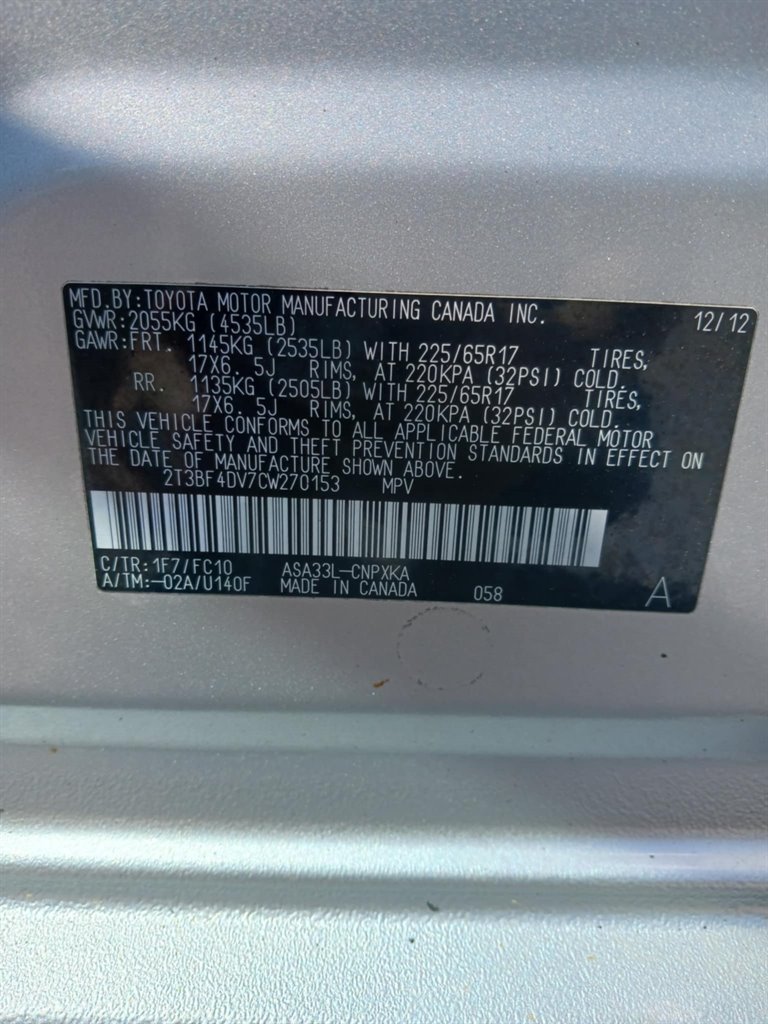 MFD.BY:TOYOTA MOTOR MANUFACTURING CANADA INC. 12/12
GVWR:2055KG (4535LB)
GAWR:FRT. 1145KG (2535LB) WITH 225/65R17 TIRES,
17X6.5J RIMS, AT 220KPA (32PSI) COLD.
RR. 1135KG (2505LB) WITH 225/65R17 TIRES,
17X6.5J RIMS, AT 220KPA (32PSI) COLD.
THIS VEHICLE CONFORMS TO ALL APPLICABLE FEDERAL MOTOR
VEHICLE SAFETY AND THEFT PREVENTION STANDARDS IN EFFECT ON
THE DATE OF MANUFACTURE SHOWN ABOVE.
2T3BF4DV7CW270153 MPV
C/TR:1F7/FC10 ASA33L-CNPXKA
A/TM:-02A/U140F MADE IN CANADA 058 A